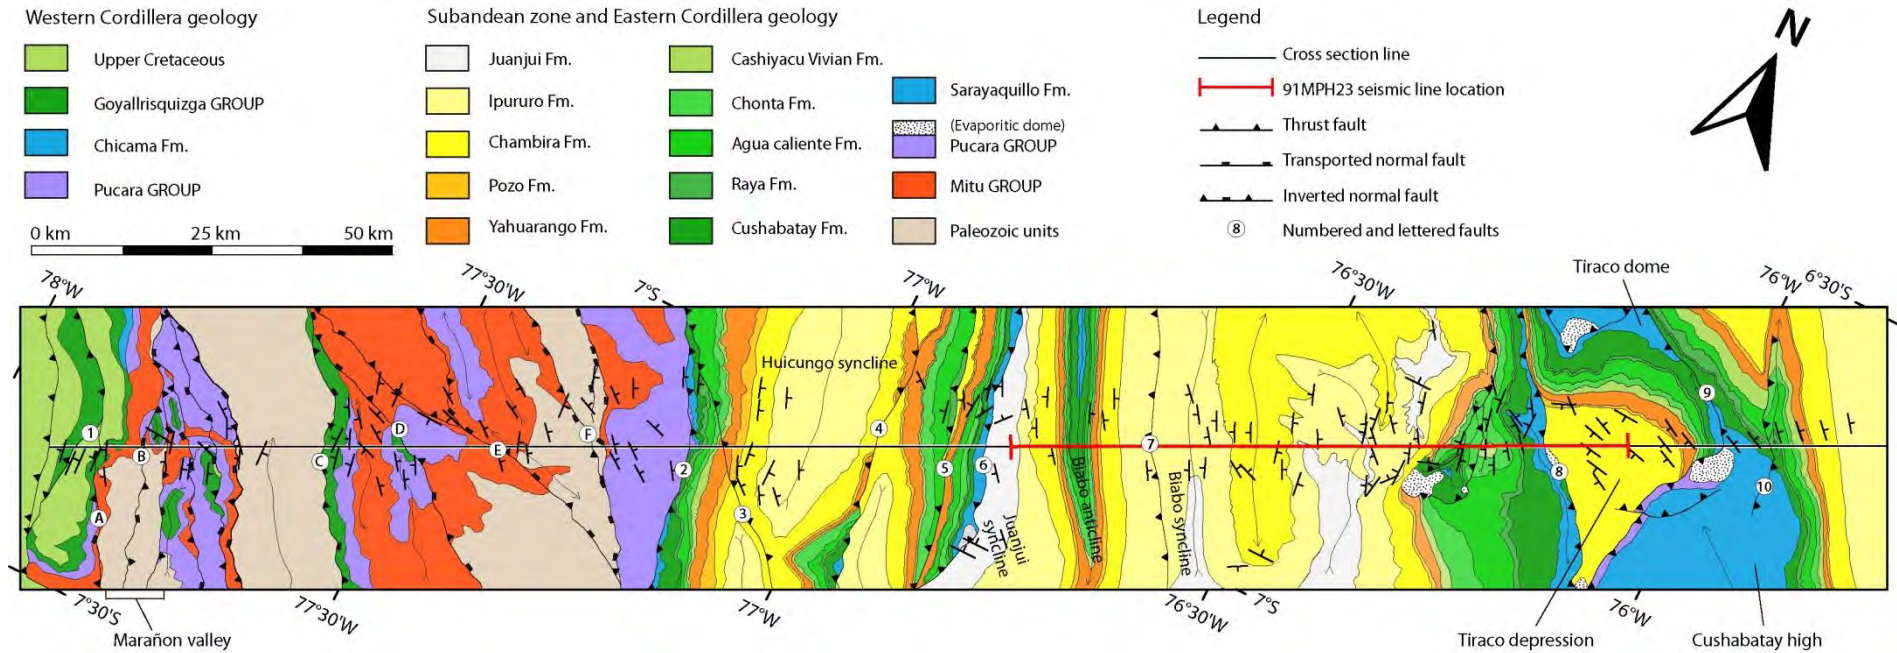 Western Cordillera geology
Upper Cretaceous
Goyallrisquizga GROUP
Chicama Fm.
Pucara GROUP
0 km 25 km 50 km
Subandean zone and Eastern Cordillera geology
Juanjui Fm.
Ipururo Fm.
Chambira Fm.
Pozo Fm.
Yahuarango Fm.
Cashiyacu Vivian Fm.
Chonta Fm.
Agua caliente Fm.
Raya Fm.
Cushabatay Fm.
Sarayaquillo Fm.
(Evaporitic dome)
Pucara GROUP
Mitu GROUP
Paleozoic units
Legend
Cross section line
91MPH23 seismic line location
Thrust fault
Transported normal fault
Inverted normal fault
8 Numbered and lettered faults
N
78°W
77°30'W
7°S
77°W
76°30'W
Tiraco dome
76°W
6°30'S
Huicungo syncline
1
A
B
C
D
E
F
2
3
4
5
6
7
8
9
10
Juanjui
syncline
Biabo anticline
Biabo syncline
7°30'S
77°30'W
77°W
76°30'W
7°S
76°W
Marañon valley
Tiraco depression
Cushabatay high